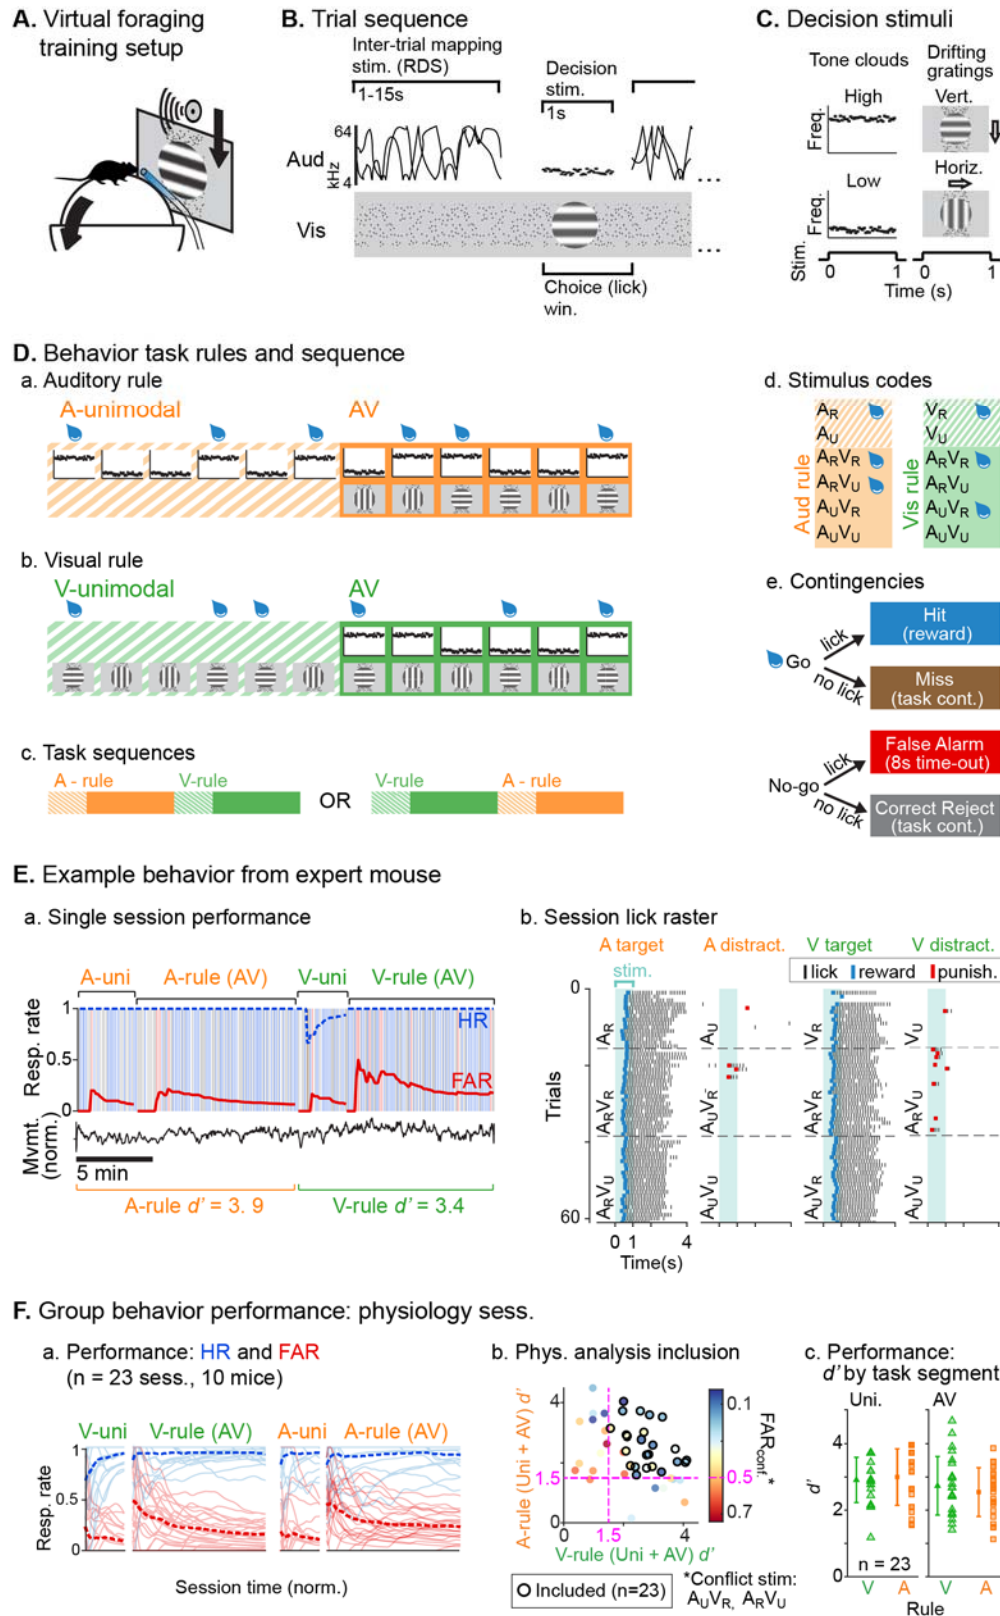 A. Virtual foraging
training setup
B. Trial sequence
Inter-trial mapping
stim. (RDS)
1-15s
Decision
stim.
1s
Aud
64
kHz
4
...
Vis
...
Choice (lick)
win.
C. Decision stimuli
Tone clouds
Drifting
gratings
High
Vert.
Freq.
Low
Horiz.
Freq.
Stim.
0
1
0
1
Time (s)
D. Behavior task rules and sequence
a. Auditory rule
A-unimodal
AV
b. Visual rule
V-unimodal
AV
c. Task sequences
A - rule
V-rule
OR
V-rule
A - rule
d. Stimulus codes
Aud rule
AR
AU
ARVR
ARVU
AUVR
AUVU
Vis rule
VR
VU
ARVR
ARVU
AUVR
AUVU
e. Contingencies
Go
lick
no lick
Hit
(reward)
Miss
(task cont.)
No-go
lick
no lick
False Alarm
(8s time-out)
Correct Reject
(task cont.)
E. Example behavior from expert mouse
a. Single session performance
A-uni
A-rule (AV)
V-uni
V-rule (AV)
Resp. rate
1
0.5
0
HR
FAR
Mvmt.
(norm.)
5 min
A-rule d' = 3. 9
V-rule d' = 3.4
b. Session lick raster
A target
A distract.
V target
V distract.
stim.
lick
reward
punish.
Trials
0
60
AR
ARVR
ARVU
AU
AUVR
AUVU
VR
ARVR
AUVR
VU
ARVU
AUVU
0 1 4
Time(s)
F. Group behavior performance: physiology sess.
a. Performance: HR and FAR
(n = 23 sess., 10 mice)
V-uni
V-rule (AV)
A-uni
A-rule (AV)
Resp. rate
1
0.5
0
Session time (norm.)
b. Phys. analysis inclusion
A-rule (Uni + AV) d'
4
1.5
0
0
1.5
4
V-rule (Uni + AV) d'
0.1
0.5
0.7
FARconf.*
Included (n=23)
*Conflict stim:
AUVR, ARVU
c. Performance:
d' by task segment
Uni.
AV
d'
4
2
0
n = 23
V
A
V
A
Rule